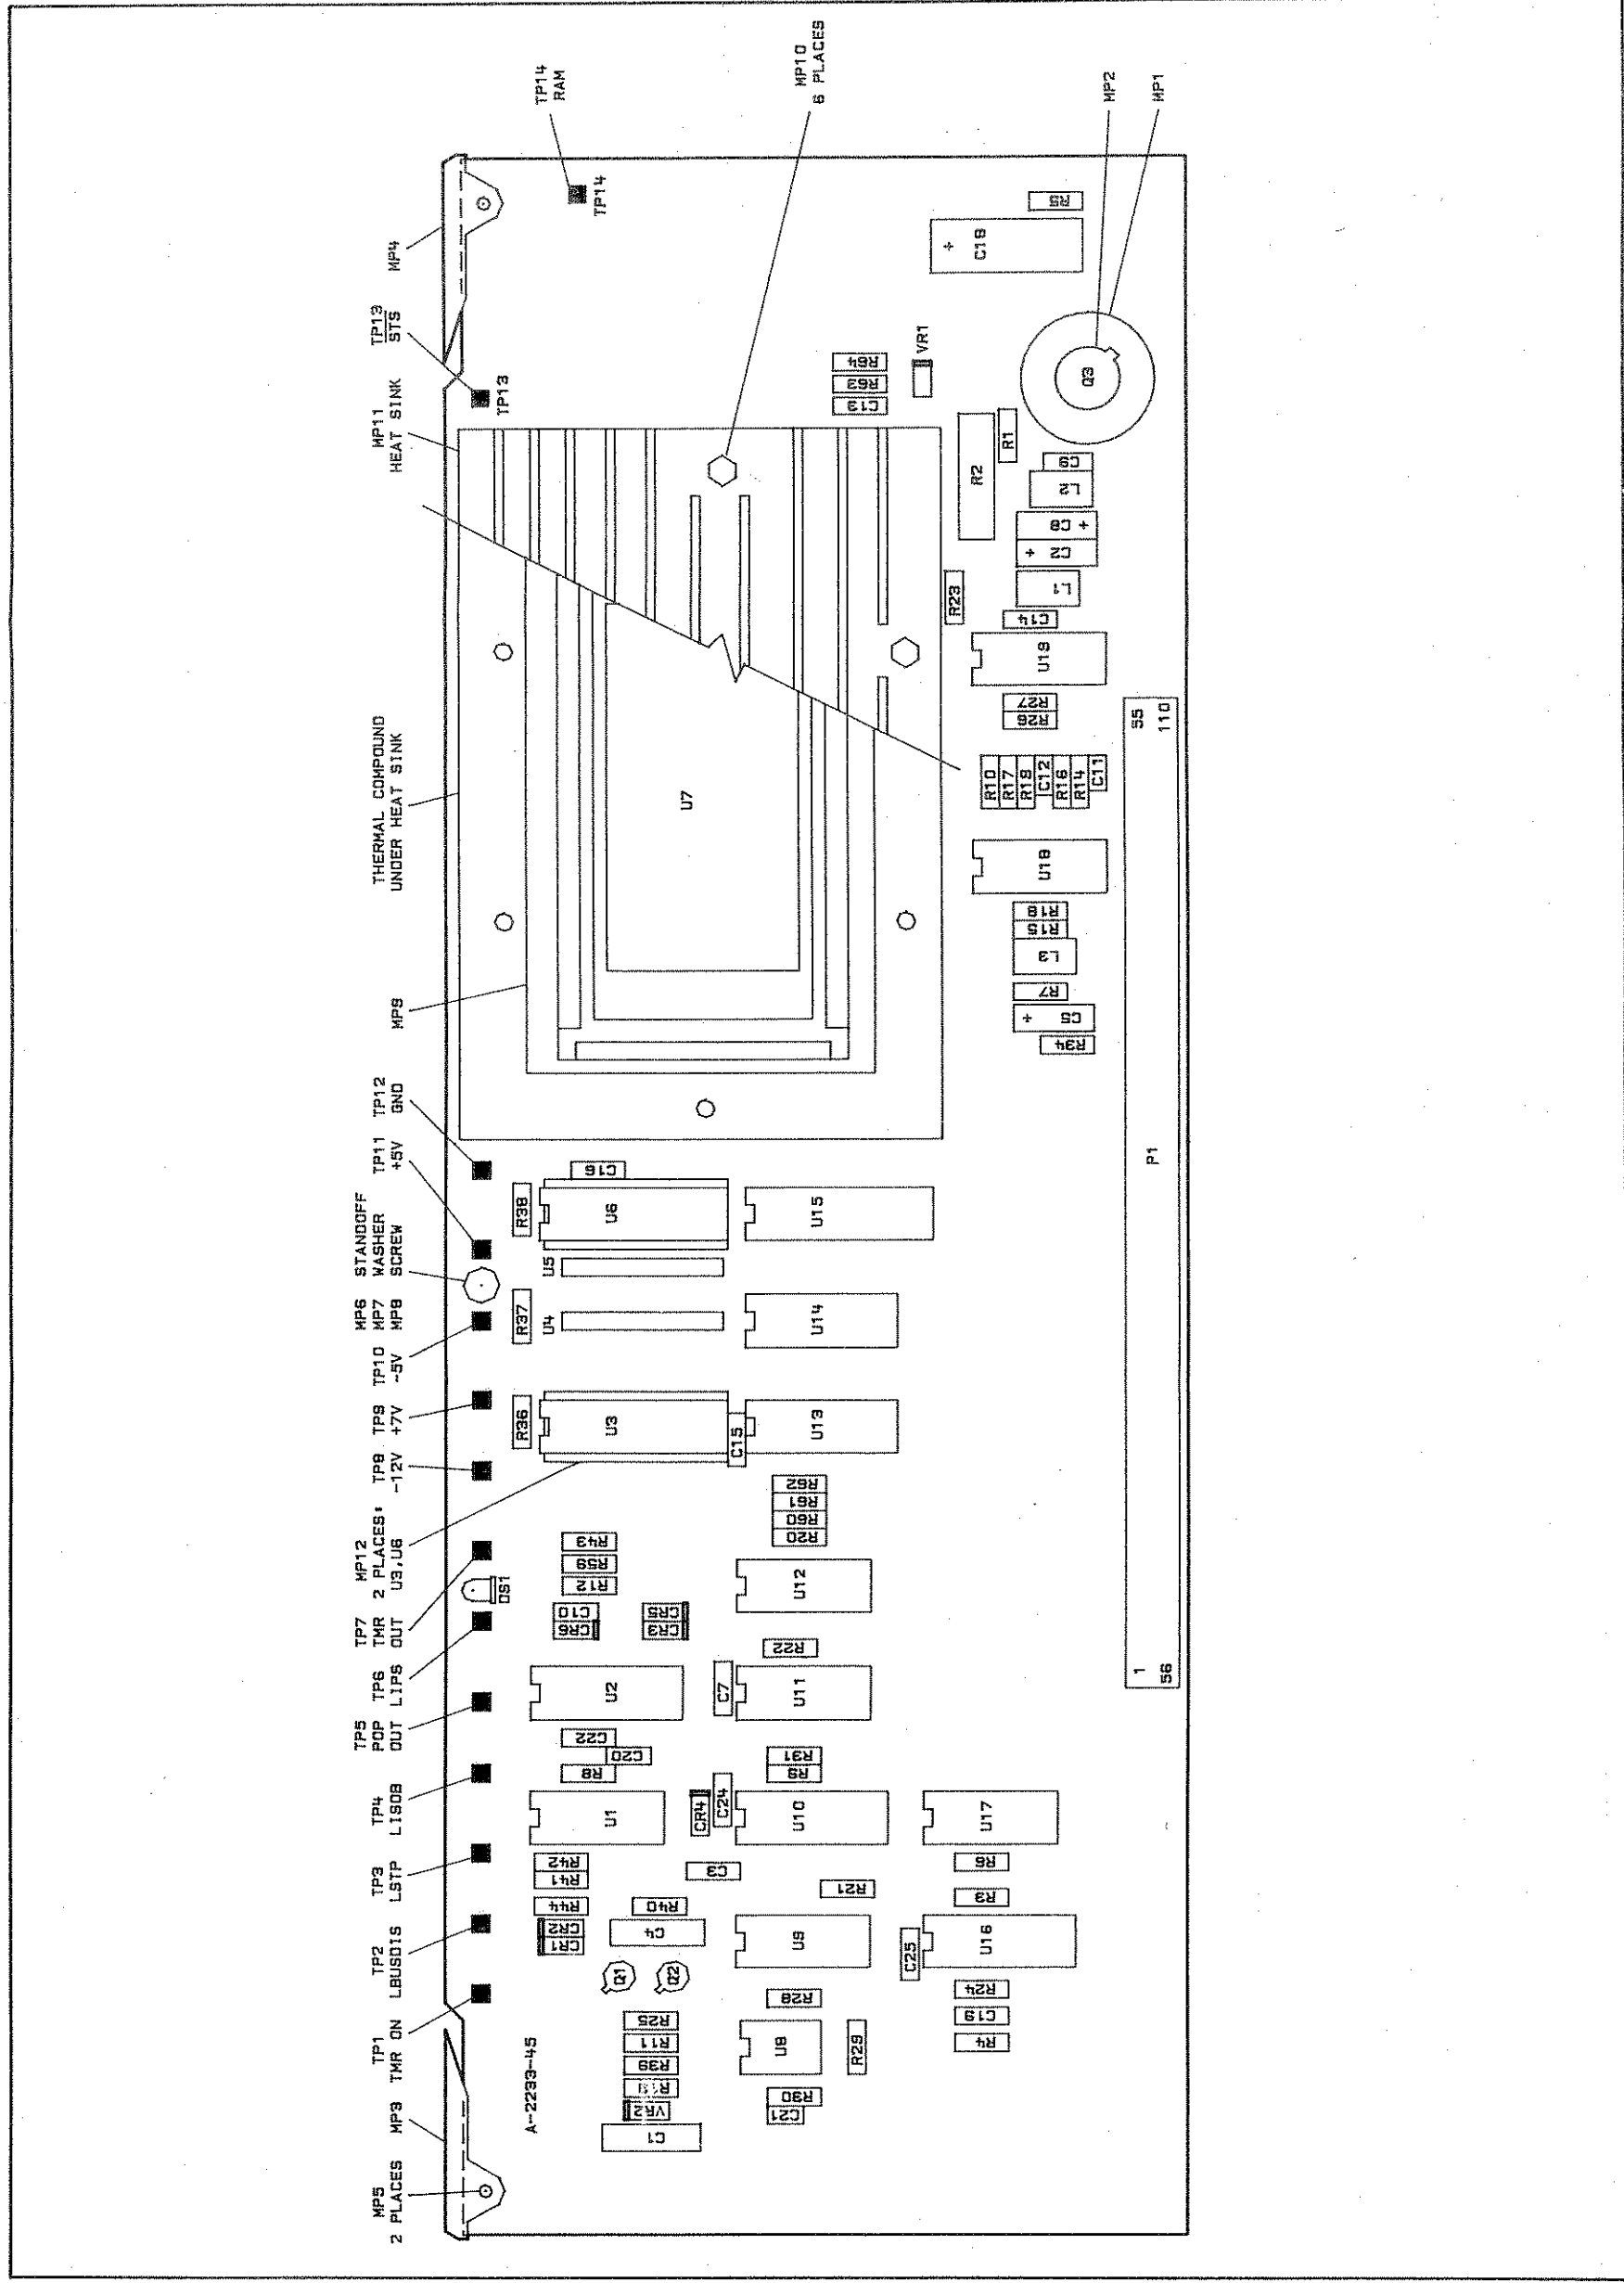 MP5
2 PLACES
MP3
TP1
TMR ON
TP2
LBUSDIS
TP3
LSTP
TP4
LISOB
TP5
POP
OUT
TP6
LIPS
TP7
TMR
OUT
MP12
2 PLACES:
U3,U6
TP8
-12V
TP9
+7V
TP10
-5V
MP6 STANDOFF
MP7 WASHER
MP8 SCREW
TP11
+5V
TP12
GND
MP9
THERMAL COMPOUND
UNDER HEAT SINK
MP11
HEAT SINK
TP13
STS
MP4
TP14
RAM
MP10
6 PLACES
MP2
MP1
TP13
TP14
DS1
A-2233-45
R36
R37
R38
U4
U5
U3
U6
C16
U7
R42
R41
R44
CR2
CR1
U1
R8
C20
C22
U2
CR6
C10
R12
R59
R43
CR5
CR3
Q1
Q2
C4
R40
R25
R11
R39
VR2
C1
C3
CR4
C24
C7
C15
U8
U9
U10
U11
U12
U13
U14
U15
R28
R9
R31
R22
R20
R60
R61
R62
R30
C21
R29
R21
C25
U16
U17
R24
C19
R4
R3
R6
C13
R63
R64
VR1
C18
R5
Q3
R2
R1
C9
L2
C8 +
C2 +
L1
C14
R23
U19
R27
R26
R10
R17
R19
C12
R16
R14
C11
U18
R18
R15
L3
R7
C5 +
R34
1
56
P1
55
110